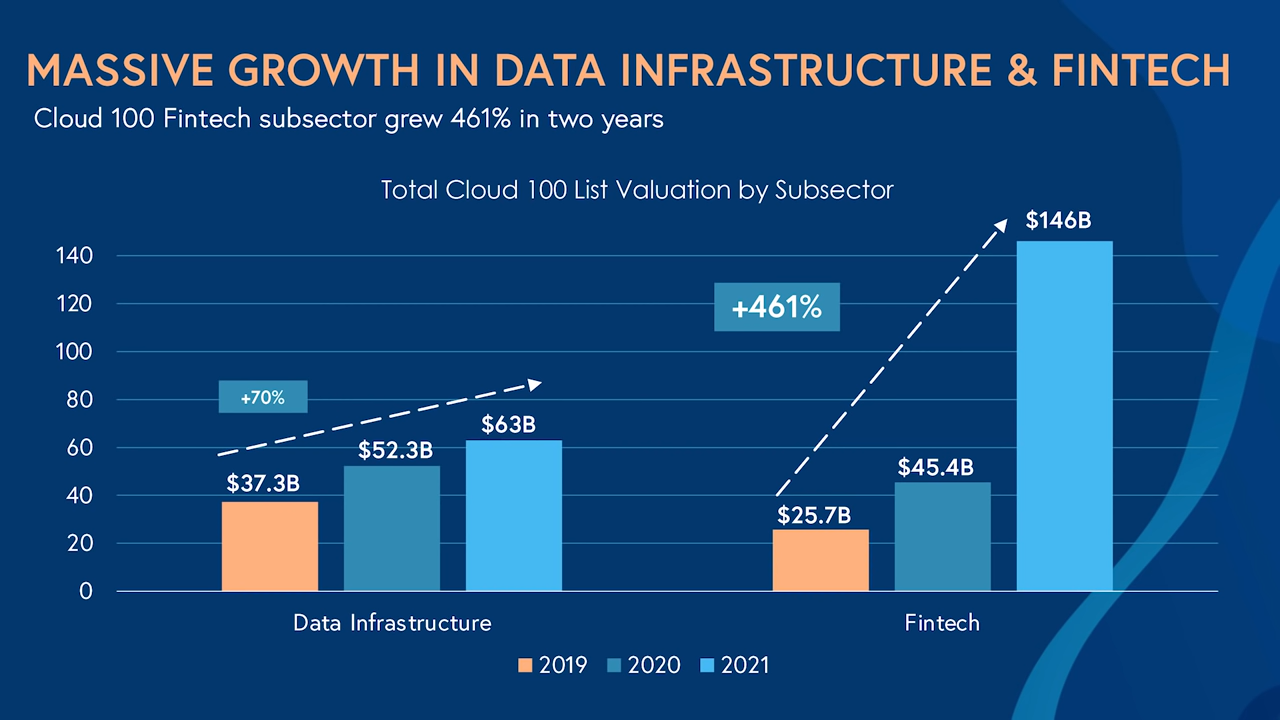 MASSIVE GROWTH IN DATA INFRASTRUCTURE & FINTECH
Cloud 100 Fintech subsector grew 461% in two years
Total Cloud 100 List Valuation by Subsector
140
120
100
80
60
40
20
0
+70%
$37.3B
$52.3B
$63B
+461%
$25.7B
$45.4B
$146B
Data Infrastructure
Fintech
2019
2020
2021